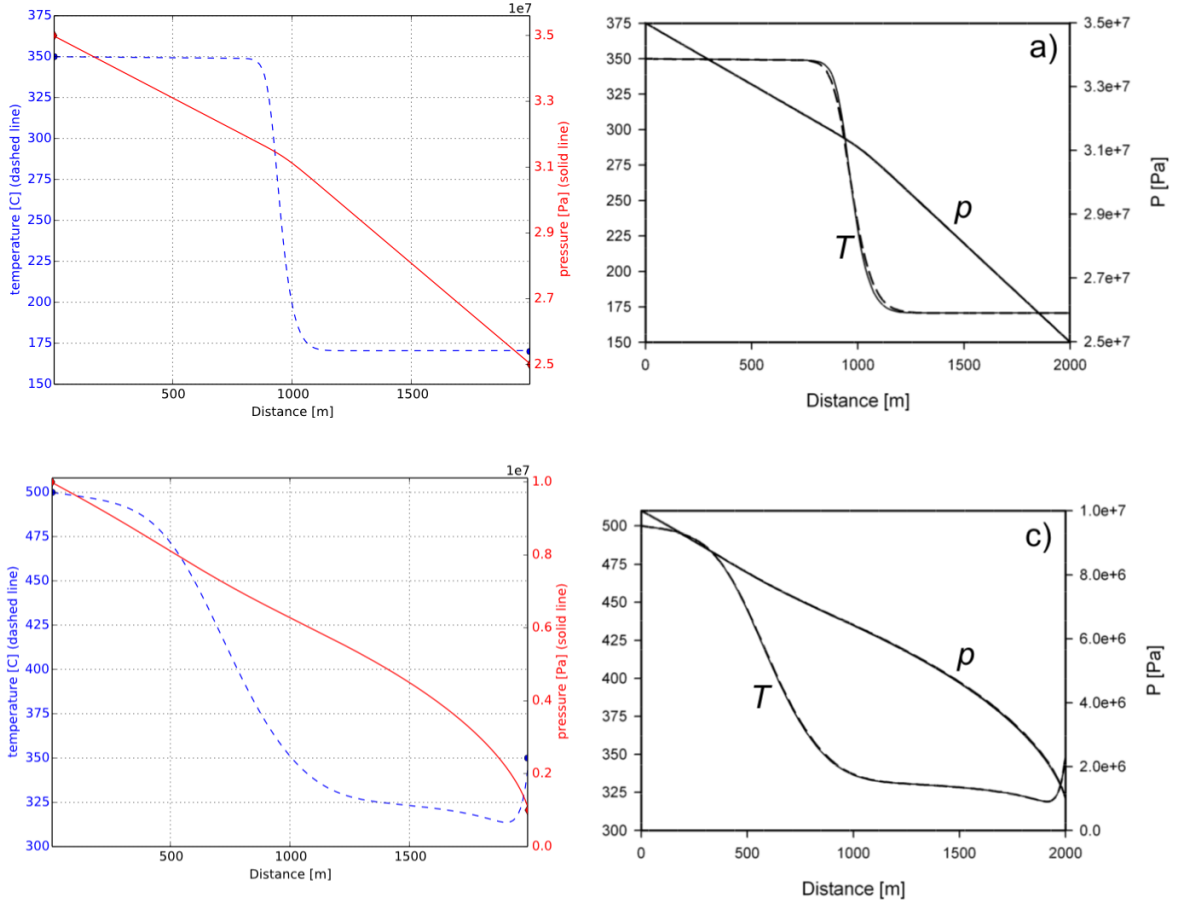 1e7
375
350
325
300
275
250
225
200
175
150
temperature [C] (dashed line)
3.5
3.3
3.1
2.9
2.7
2.5
pressure [Pa] (solid line)
500
1000
1500
Distance [m]
375
350
325
300
275
250
225
200
175
150
a)
p
T
3.5e+7
3.3e+7
3.1e+7
2.9e+7
2.7e+7
2.5e+7
P [Pa]
0
500
1000
1500
2000
Distance [m]
1e7
500
475
450
425
400
375
350
325
300
temperature [C] (dashed line)
1.0
0.8
0.6
0.4
0.2
0.0
pressure [Pa] (solid line)
500
1000
1500
Distance [m]
500
475
450
425
400
375
350
325
300
c)
p
T
1.0e+7
8.0e+6
6.0e+6
4.0e+6
2.0e+6
0.0
P [Pa]
0
500
1000
1500
2000
Distance [m]